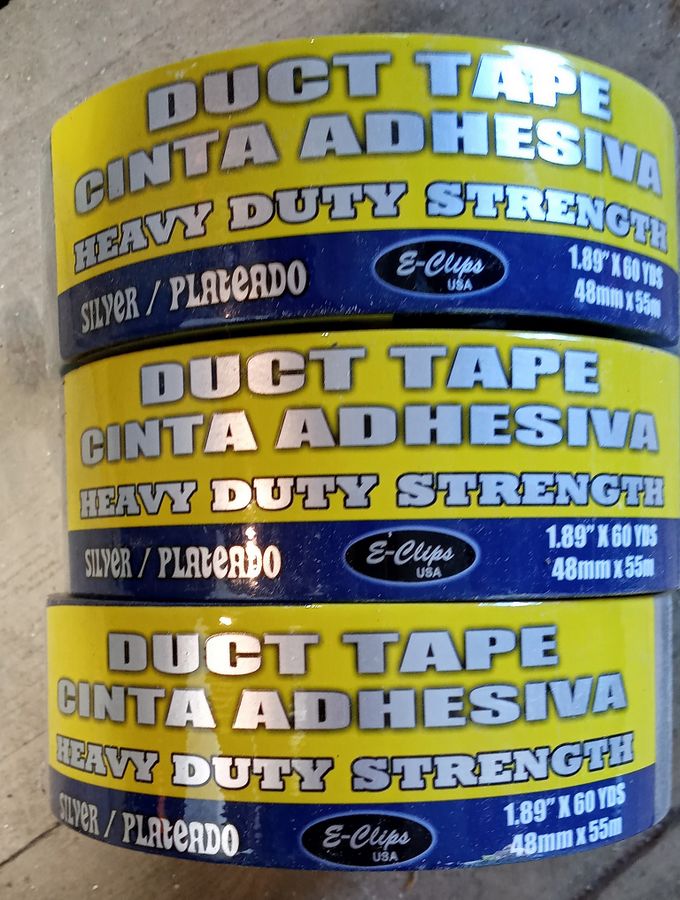 DUCT TAPE
CINTA ADHESIVA
HEAVY DUTY STRENGTH
SILVER / PLATEADO
E-Clips
USA
1.89" X 60 YDS
48mm x 55m
DUCT TAPE
CINTA ADHESIVA
HEAVY DUTY STRENGTH
SILVER / PLATEADO
E-Clips
USA
1.89" X 60 YDS
48mm x 55m
DUCT TAPE
CINTA ADHESIVA
HEAVY DUTY STRENGTH
SILVER / PLATEADO
E-Clips
USA
1.89" X 60 YDS
48mm x 55m